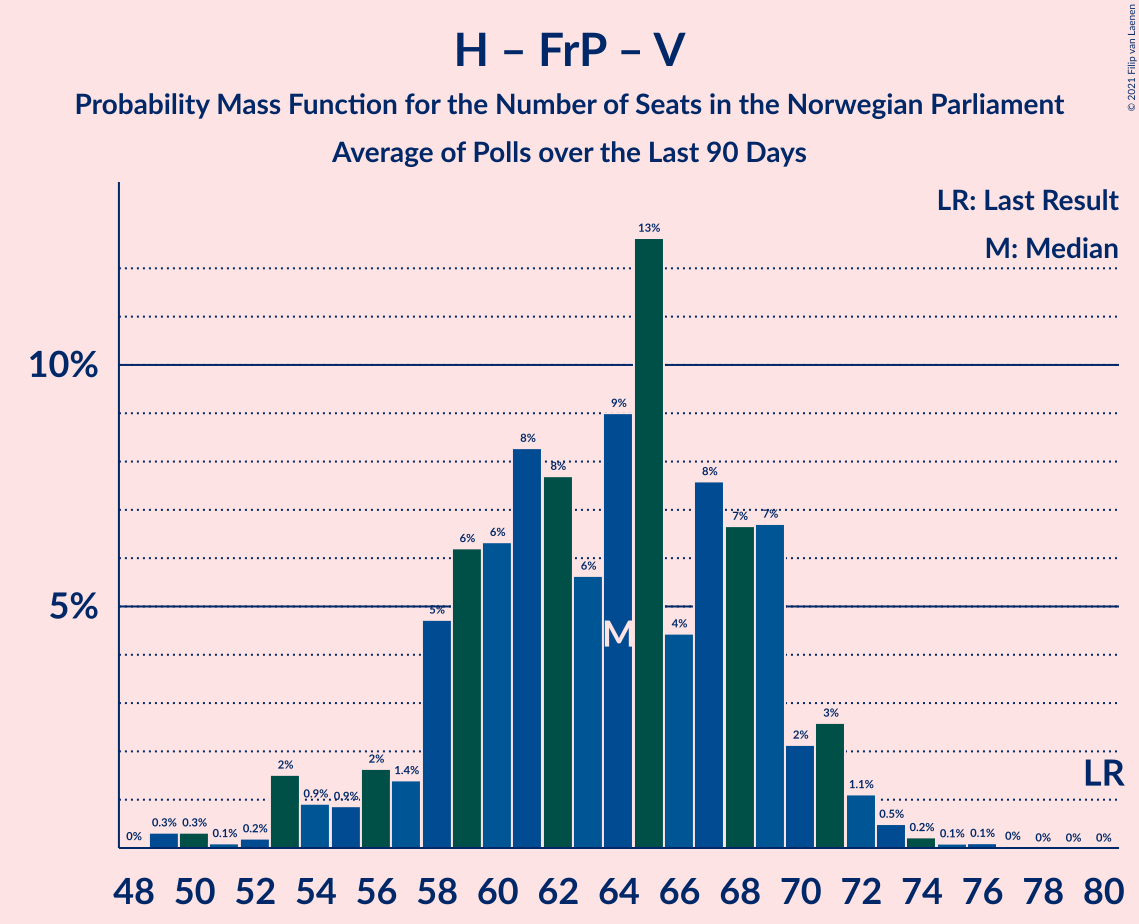 H – FrP – V
Probability Mass Function for the Number of Seats in the Norwegian Parliament
Average of Polls over the Last 90 Days
© 2021 Filip van Laenen
LR: Last Result
M: Median
10%
5%
0% 0.3% 0.3% 0.1% 0.2% 2% 0.9% 0.9% 2% 1.4% 5% 6% 6% 8% 8% 6% 9% 13% 4% 8% 7% 7% 2% 3% 1.1% 0.5% 0.2% 0.1% 0.1% 0% 0% 0% 0%
M
LR
48 50 52 54 56 58 60 62 64 66 68 70 72 74 76 78 80